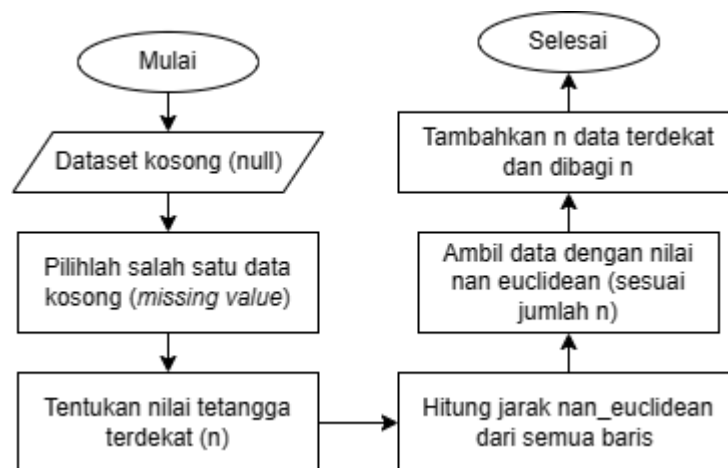 Mulai
Dataset kosong (null)
Pilihlah salah satu data
kosong (missing value)
Tentukan nilai tetangga
terdekat (n)
Hitung jarak nan_euclidean
dari semua baris
Ambil data dengan nilai
nan euclidean (sesuai
jumlah n)
Tambahkan n data terdekat
dan dibagi n
Selesai